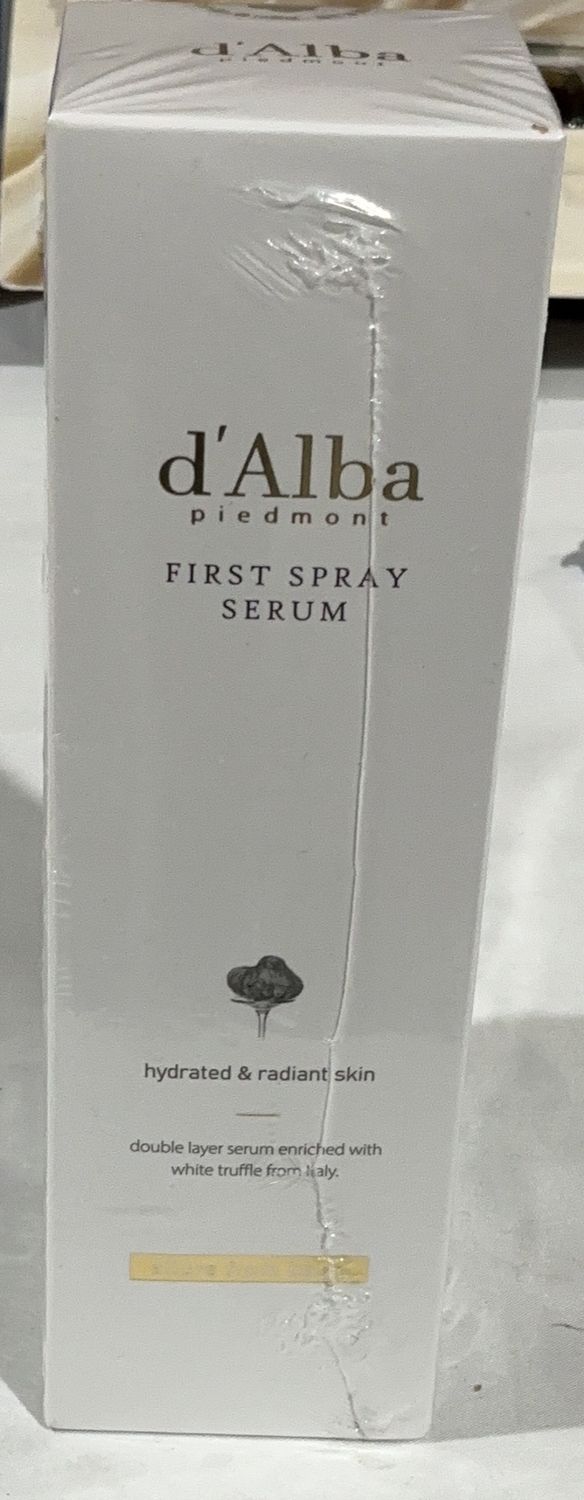 d'Alba
piedmont
d'Alba
piedmont
FIRST SPRAY
SERUM
hydrated & radiant skin
double layer serum enriched with
white truffle from Italy.